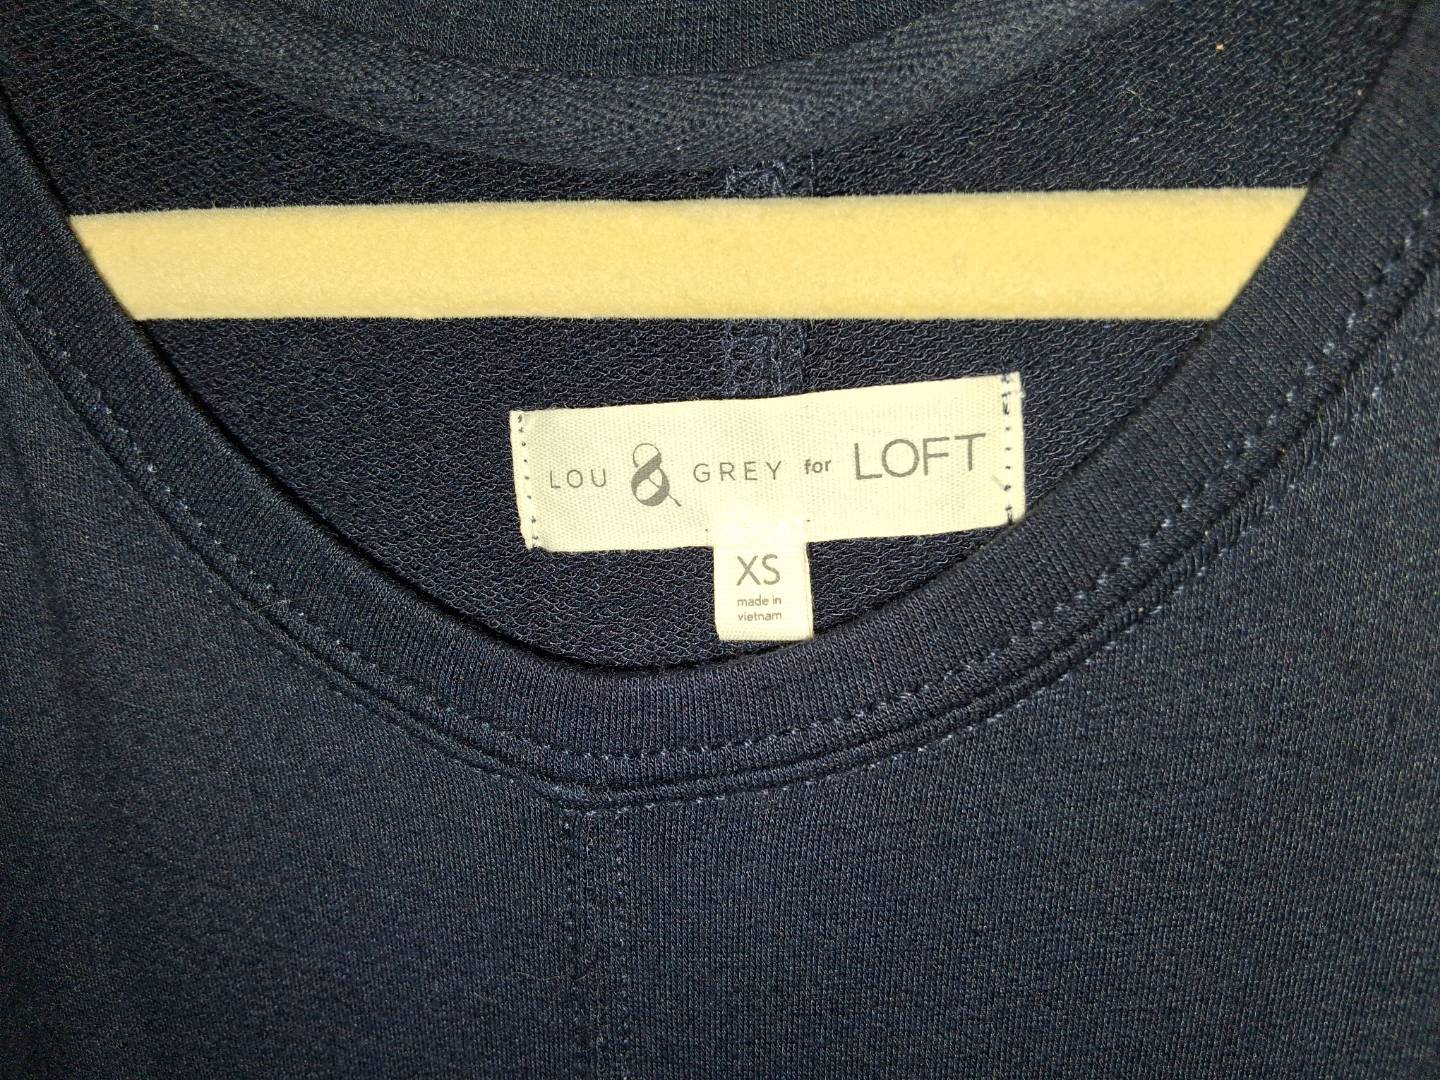 LOU & GREY for LOFT
XS
made in
vietnam